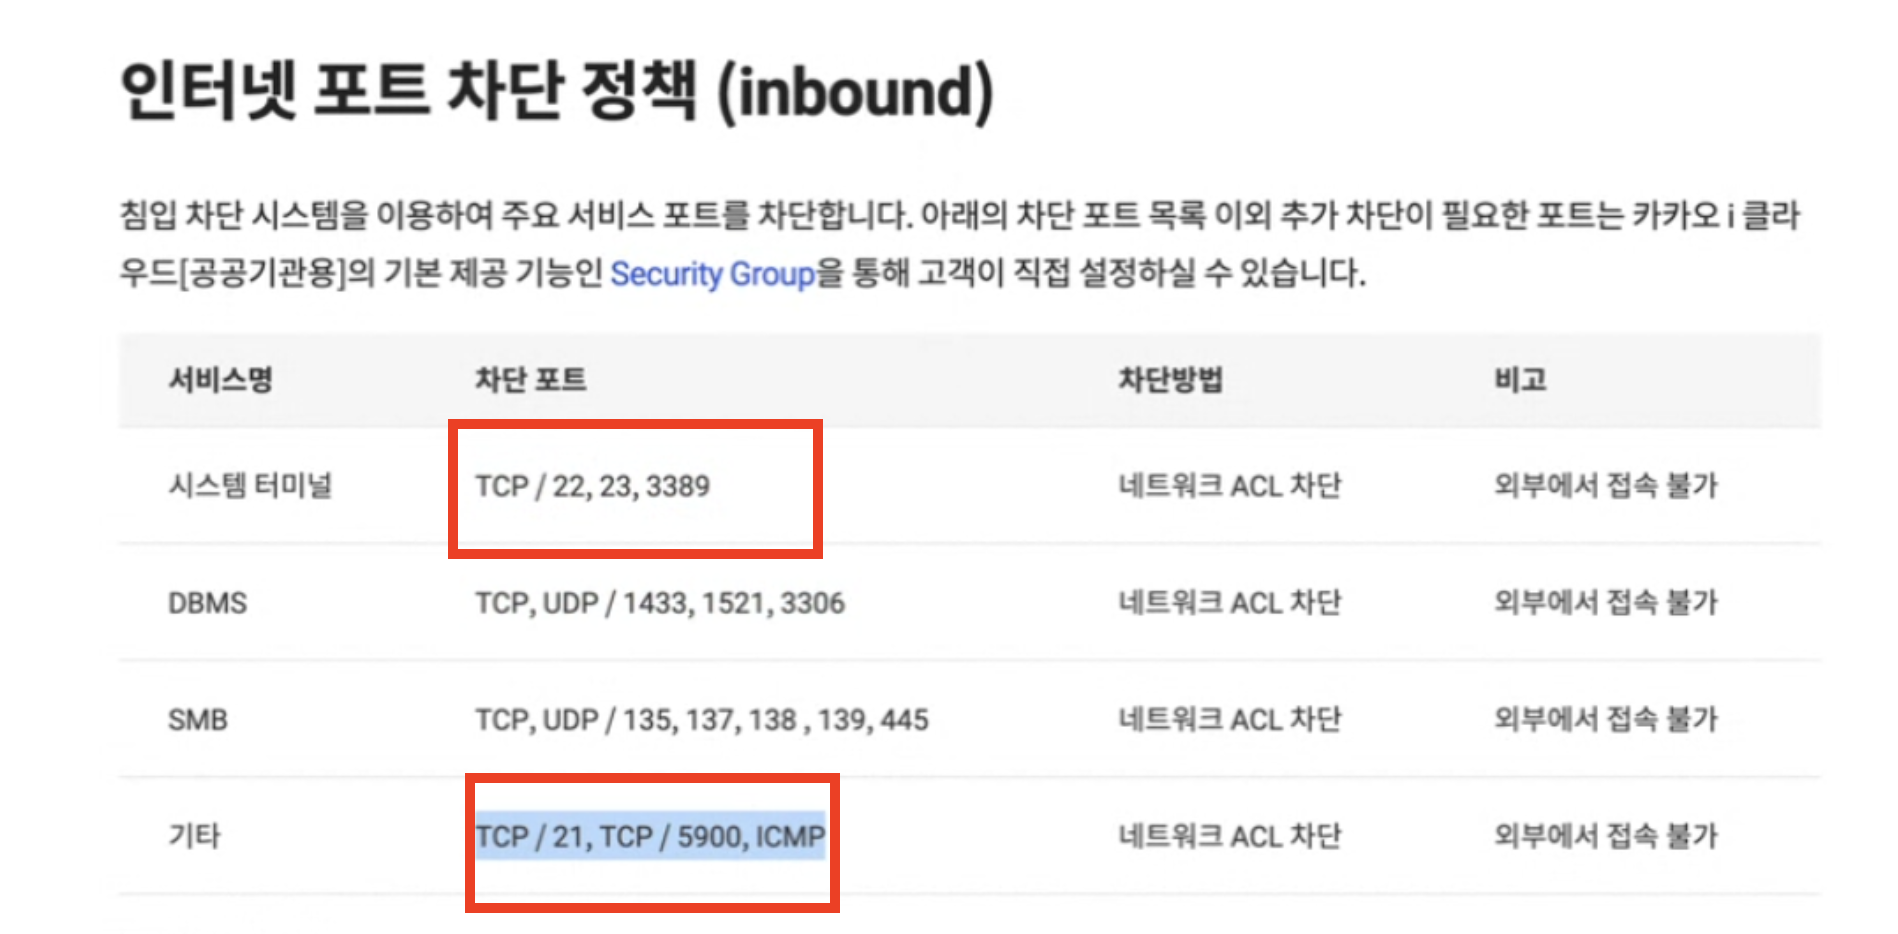 인터넷 포트 차단 정책 (inbound)
침입 차단 시스템을 이용하여 주요 서비스 포트를 차단합니다. 아래의 차단 포트 목록 이외 추가 차단이 필요한 포트는 카카오 i 클라
우드[공공기관용]의 기본 제공 기능인 Security Group을 통해 고객이 직접 설정하실 수 있습니다.
서비스명 차단 포트 차단방법 비고
시스템 터미널 TCP / 22, 23, 3389 네트워크 ACL 차단 외부에서 접속 불가
DBMS TCP, UDP / 1433, 1521, 3306 네트워크 ACL 차단 외부에서 접속 불가
SMB TCP, UDP / 135, 137, 138 , 139, 445 네트워크 ACL 차단 외부에서 접속 불가
기타 TCP / 21, TCP / 5900, ICMP 네트워크 ACL 차단 외부에서 접속 불가